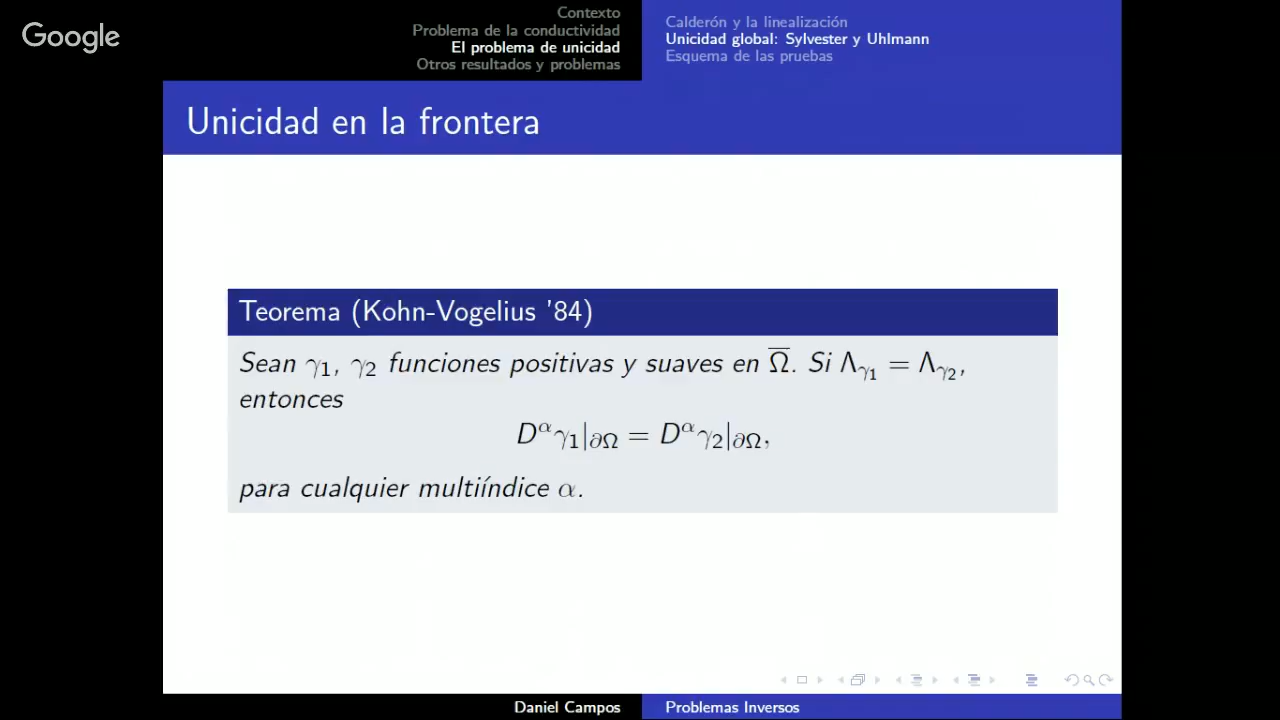 Google
Contexto
Problema de la conductividad
El problema de unicidad
Otros resultados y problemas
Calderón y la linealización
Unicidad global: Sylvester y Uhlmann
Esquema de las pruebas
Unicidad en la frontera
Teorema (Kohn-Vogelius '84)
Sean γ₁, γ₂ funciones positivas y suaves en Ω̅. Si Λ_γ₁ = Λ_γ₂,
entonces
D^α γ₁|_∂Ω = D^α γ₂|_∂Ω,
para cualquier multiíndice α.
Daniel Campos
Problemas Inversos